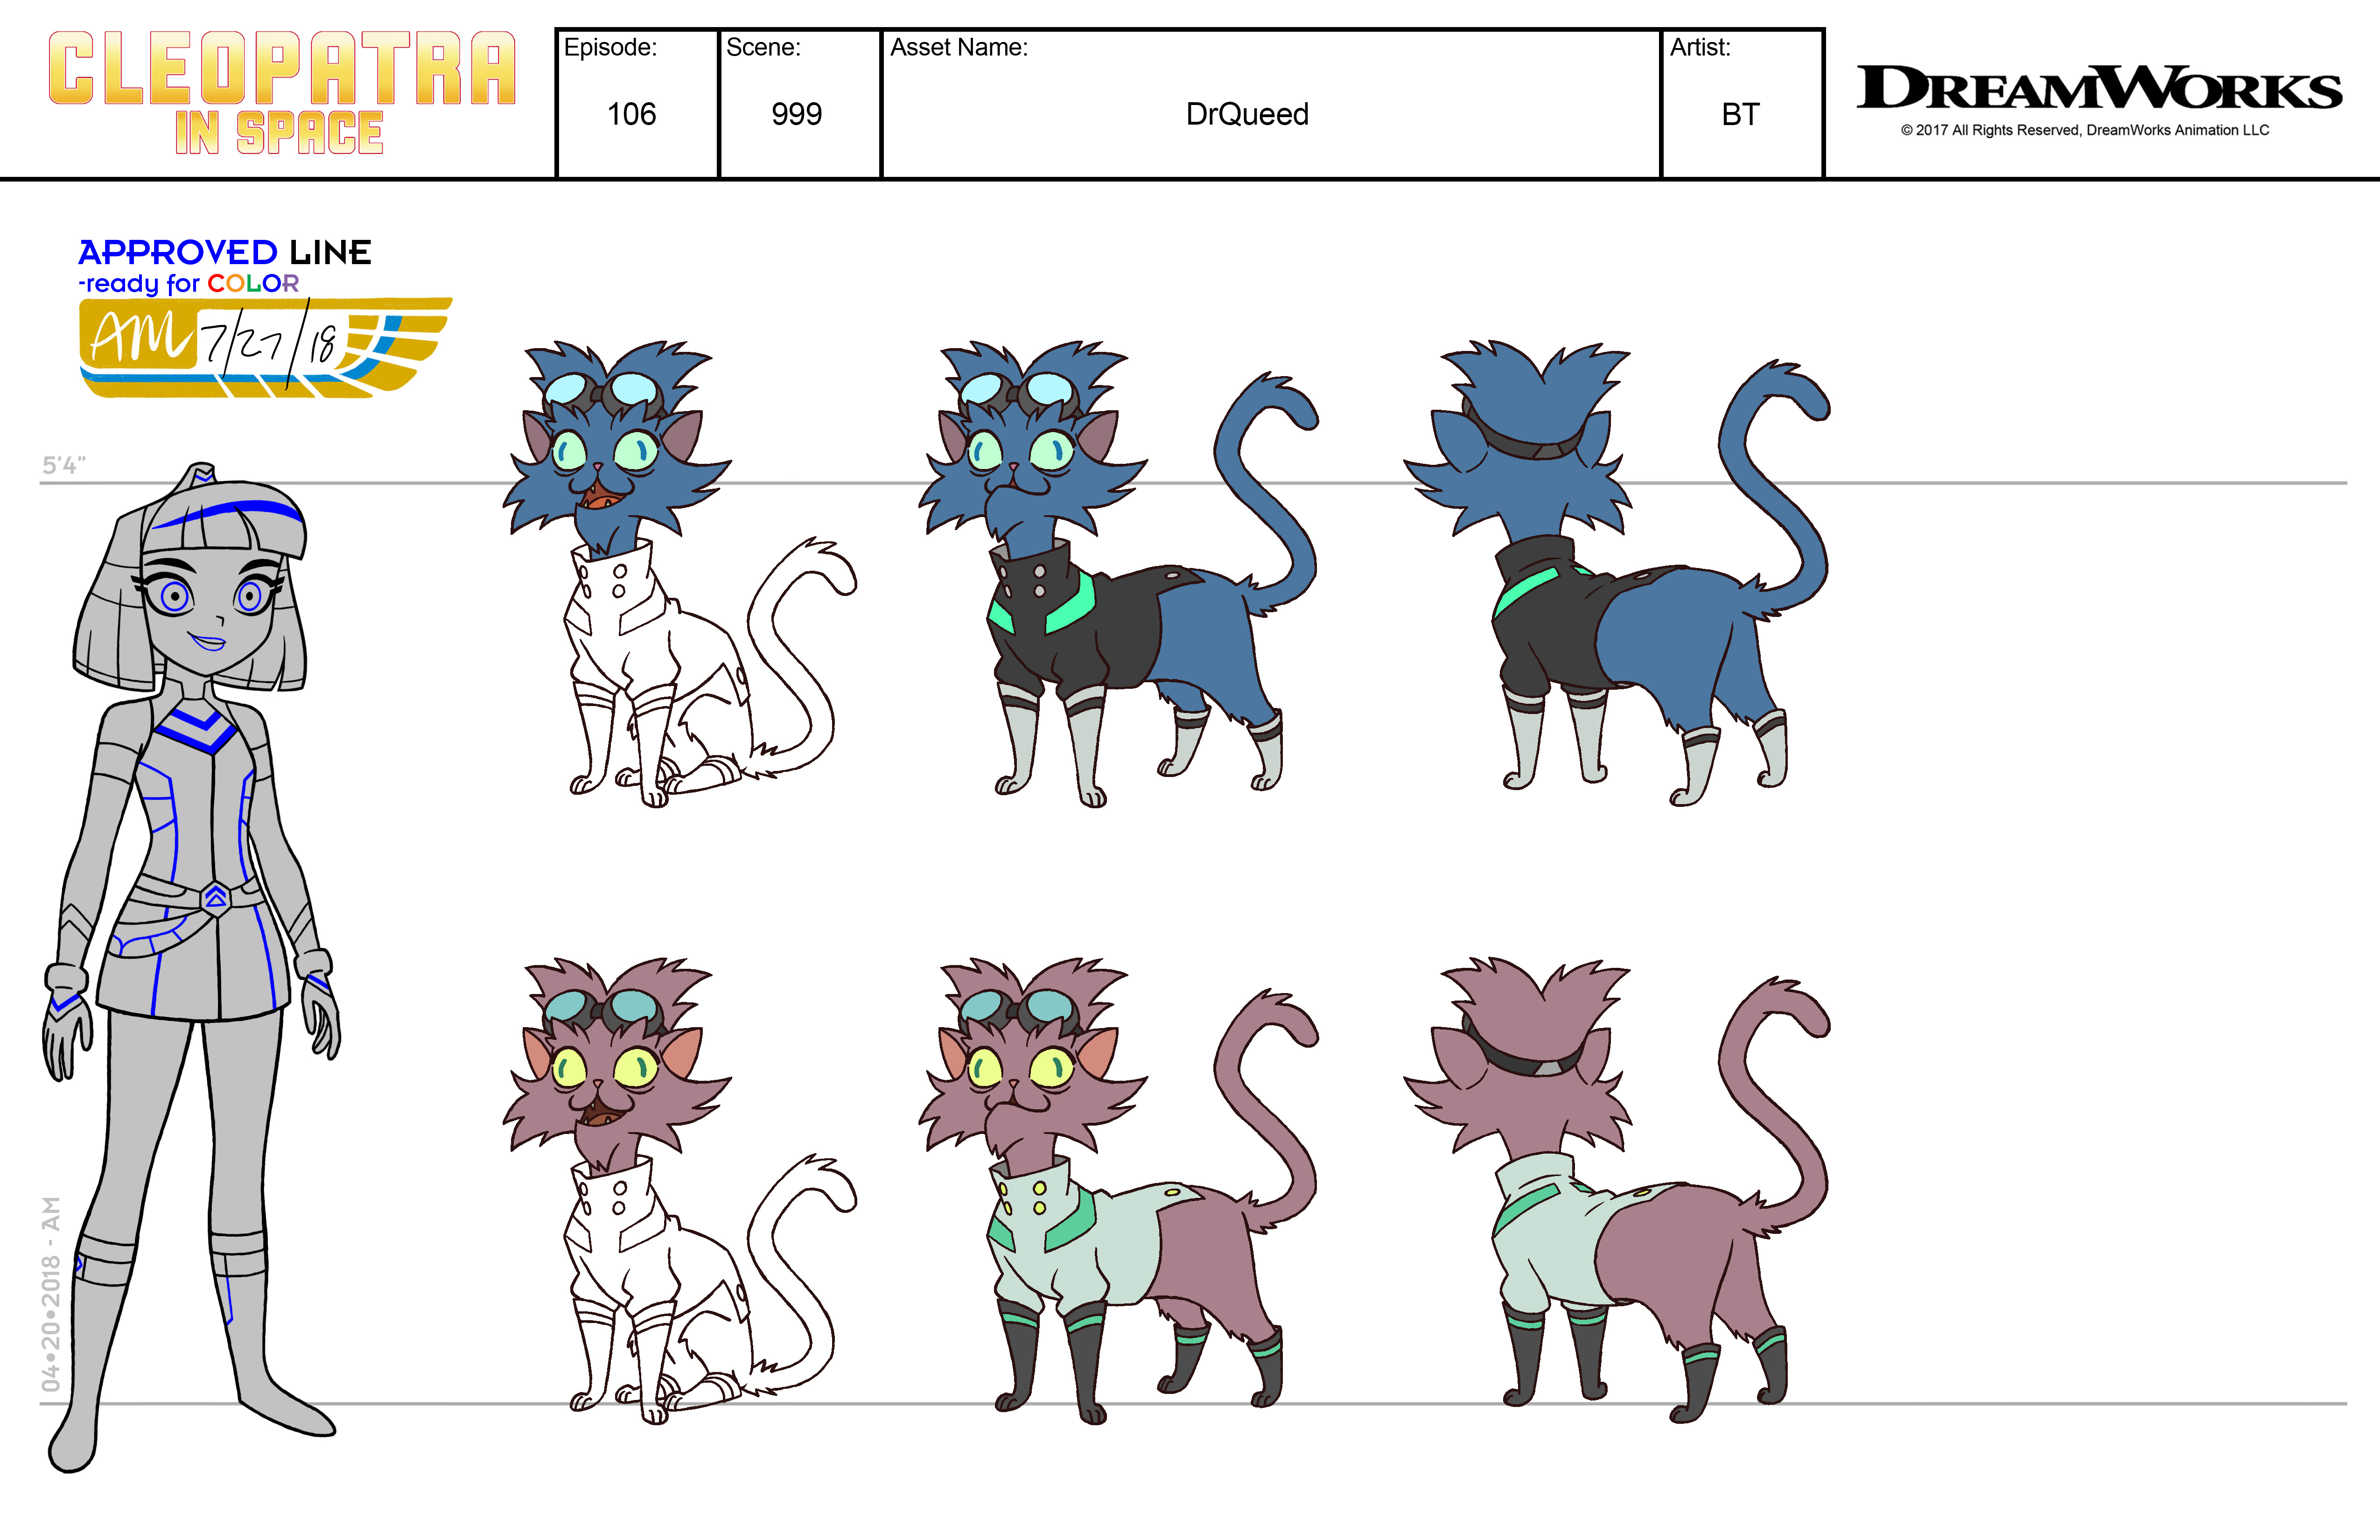 CLEOPATRA
IN SPACE
Episode:
106
Scene:
999
Asset Name:
DrQueed
Artist:
BT
DREAMWORKS
© 2017 All Rights Reserved, DreamWorks Animation LLC
APPROVED LINE
-ready for COLOR
AM 7/27/18
5'4"
04•20•2018 - AM